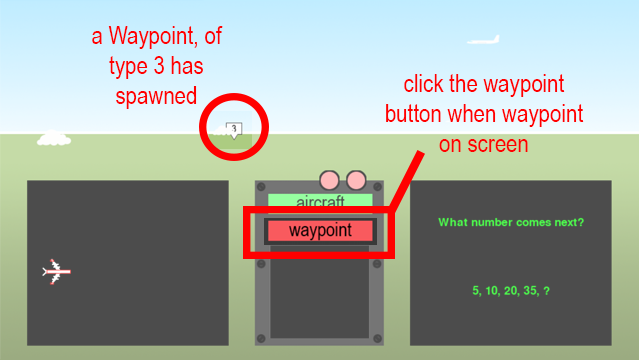 a Waypoint, of
type 3 has
spawned
3
click the waypoint
button when waypoint
on screen
aircraft
waypoint
What number comes next?
5, 10, 20, 35, ?